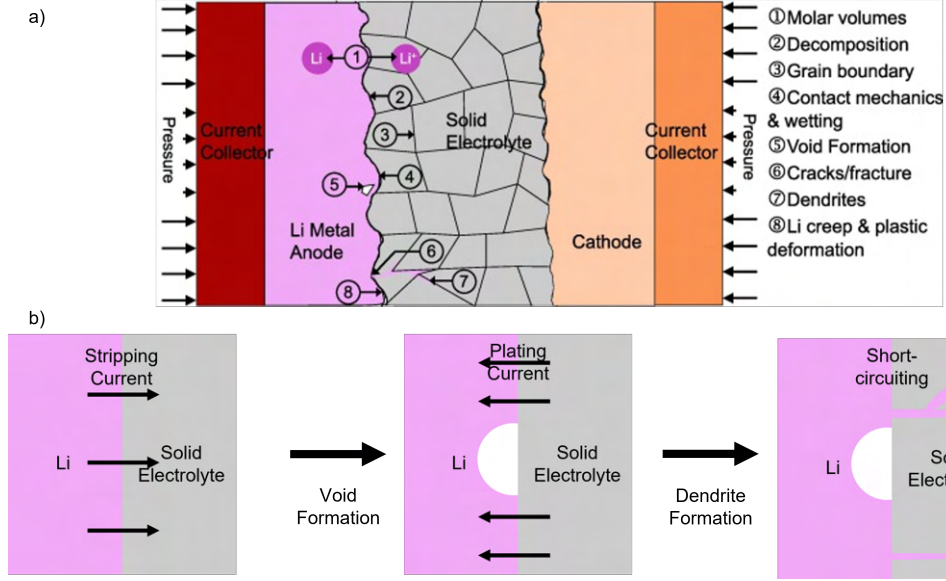 a)
Pressure
Current
Collector
Li
①
Li⁺
②
③
Solid
Electrolyte
④
⑤
Li Metal
Anode
⑥
⑦
⑧
Cathode
Current
Collector
Pressure
①Molar volumes
②Decomposition
③Grain boundary
④Contact mechanics
& wetting
⑤Void Formation
⑥Cracks/fracture
⑦Dendrites
⑧Li creep & plastic
deformation
b)
Stripping
Current
Li
Solid
Electrolyte
Void
Formation
Plating
Current
Li
Solid
Electrolyte
Dendrite
Formation
Short-
circuiting
Li
So
Elect